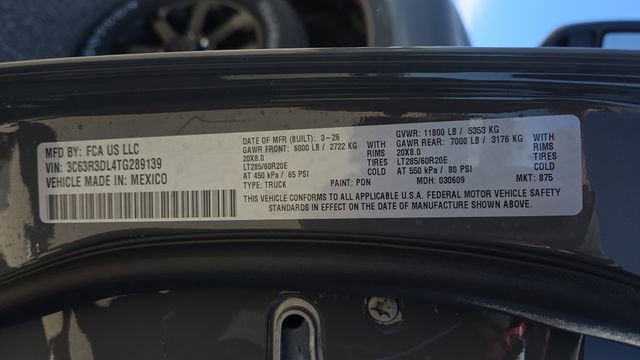 MFD BY: FCA US LLC
VIN: 3C63R3DL4TG289139
VEHICLE MADE IN: MEXICO
DATE OF MFR (BUILT): 3-26 GVWR: 11800 LB / 5353 KG
GAWR FRONT: 6000 LB / 2722 KG GAWR REAR: 7000 LB / 3176 KG
20X8.0 TIRES 20X8.0 TIRES
LT285/60R20E LT285/60R20E
AT 450 kPa / 65 PSI COLD AT 550 kPa / 80 PSI COLD
TYPE: TRUCK PAINT: PDN MDH: 030609 MKT: 875
THIS VEHICLE CONFORMS TO ALL APPLICABLE U.S.A. FEDERAL MOTOR VEHICLE SAFETY
STANDARDS IN EFFECT ON THE DATE OF MANUFACTURE SHOWN ABOVE.